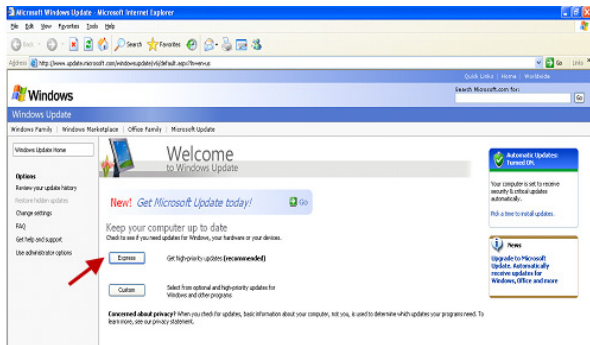 Microsoft Windows Update - Microsoft Internet Explorer
File Edit View Favorites Tools Help
Back Search Favorites
Address http://www.update.microsoft.com/windowsupdate/v6/default.aspx?ln=en-us Go Links
Quick Links | Home | Worldwide
Windows
Search Microsoft.com for:
Go
Windows Update
Windows Family | Windows Marketplace | Office Family | Microsoft Update
Windows Update Home
Options
Review your update history
Restore hidden updates
Change settings
FAQ
Get help and support
Use administrator options
Welcome
to Windows Update
New! Get Microsoft Update today! Go
Keep your computer up to date
Check to see if you need updates for Windows, your hardware or your devices.
Express Get high-priority updates (recommended)
Custom Select from optional and high-priority updates for
Windows and other programs
Concerned about privacy? When you check for updates, basic information about your computer, not you, is used to determine which updates your programs need. To
learn more, see our privacy statement.
Automatic Updates:
Turned ON.
Your computer is set to receive
security & critical updates
automatically.
Pick a time to install updates.
News
Upgrade to Microsoft
Update. Automatically
receive updates for
Windows, Office and more